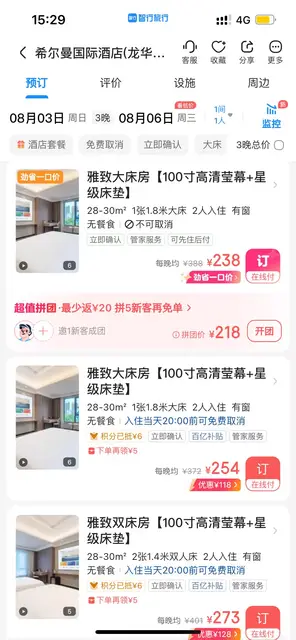 15:29
智行旅行
4G
29
希尔曼国际酒店(龙华...
客服
收藏
分享
更多
预订
评价
设施
周边
08月03日 周日
3晚
08月06日 周三
看低价
1间
1人
监控
酒店套餐
免费取消
立即确认
大床
3晚总价
劲省一口价
雅致大床房【100寸高清萤幕+星
级床垫】
28-30m² 1张1.8米大床 2人入住 有窗
无餐食 不可取消
立即确认
管家服务
可先住后付
每晚均 ¥388 ¥238
劲省一口价
订
在线付
6
超值拼团·最少返¥20 拼5新客再免单
邀1新客成团
拼团价 ¥218
开团
雅致大床房【100寸高清萤幕+星
级床垫】
28-30m² 1张1.8米大床 2人入住 有窗
无餐食 入住当天20:00前可免费取消
积分已抵¥6
立即确认
百亿补贴
管家服务
下单再领¥5
每晚均 ¥372 ¥254
优惠¥118
订
在线付
6
雅致双床房【100寸高清萤幕+星
级床垫】
28-30m² 2张1.4米双人床 2人入住 有窗
无餐食 入住当天20:00前可免费取消
积分已抵¥6
立即确认
百亿补贴
管家服务
下单再领¥5
每晚均 ¥401 ¥273
优惠¥128
订
在线付
6